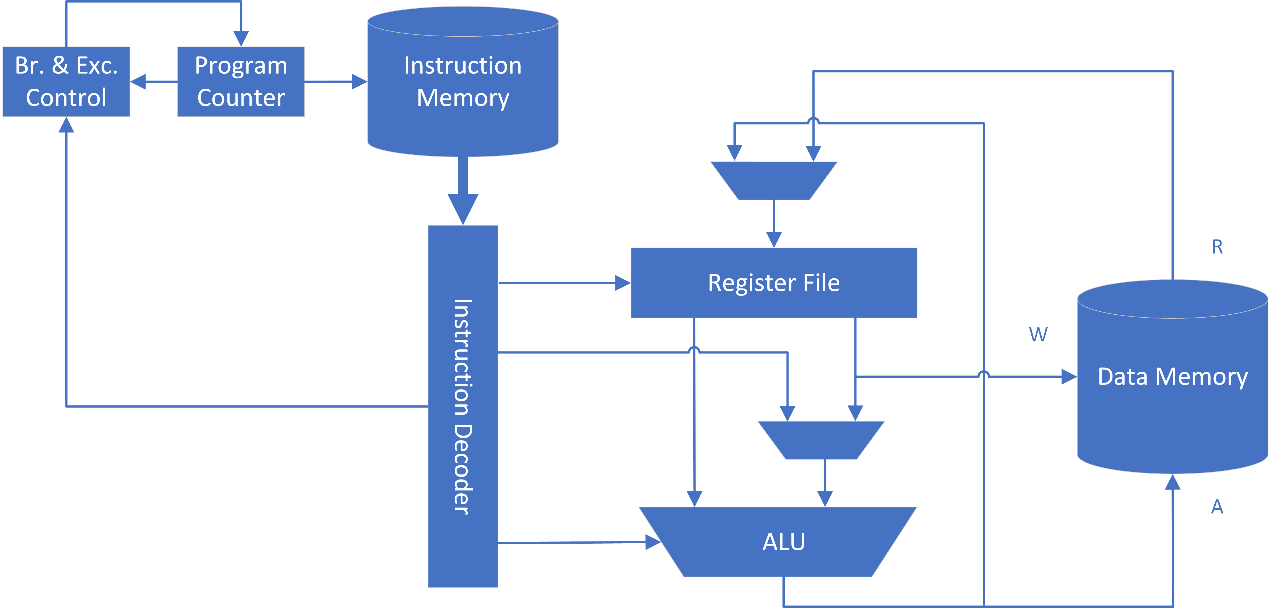 Br. & Exc.
Control
Program
Counter
Instruction
Memory
Register File
R
W
Data Memory
Instruction Decoder
A
ALU